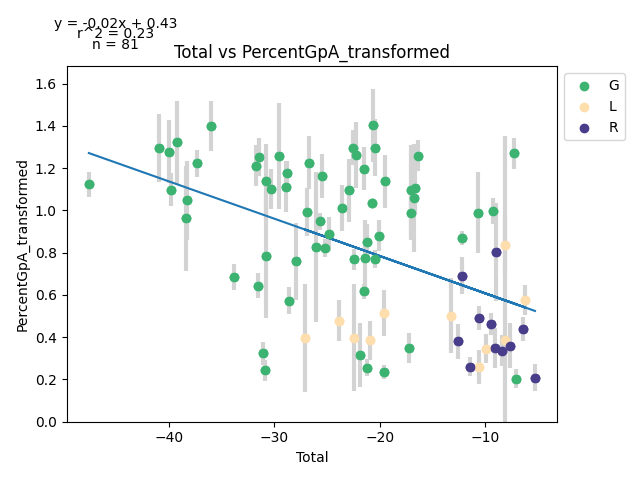 y = -0.02x + 0.43
r^2 = 0.23
n = 81
Total vs PercentGpA_transformed
1.6
1.4
1.2
1.0
0.8
0.6
0.4
0.2
0.0
PercentGpA_transformed
−40
−30
−20
−10
Total
G
L
R